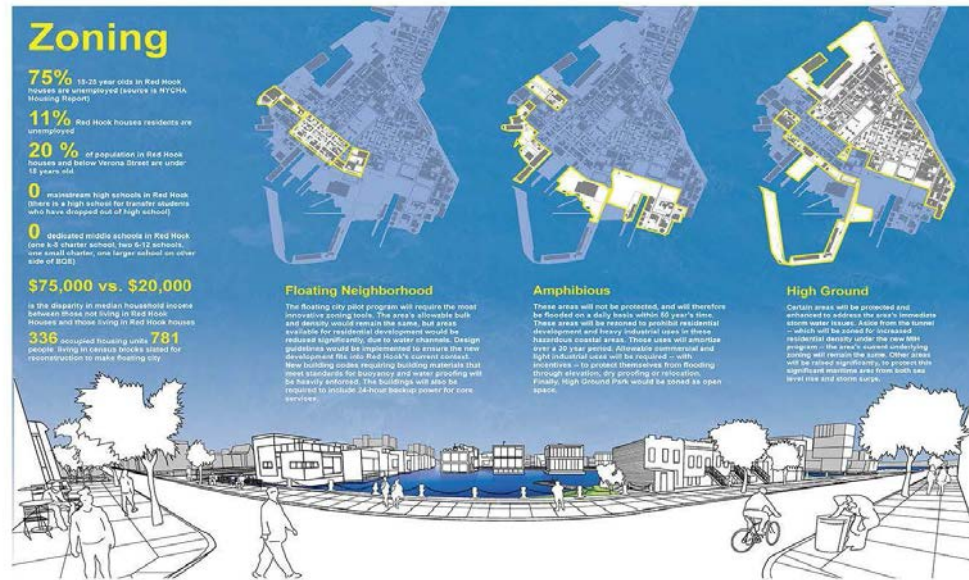 Zoning
75% 18-25 year olds in Red Hook
houses are unemployed (source is NYCHA
Housing Report)
11% Red Hook houses residents are
unemployed
20 % of population in Red Hook
houses and below Verona Street are under
18 years old
0 mainstream high schools in Red Hook
(there is a high school for transfer students
who have dropped out of high school)
0 dedicated middle schools in Red Hook
(one k-8 charter school, two 6-12 schools,
one small charter, one larger school on other
side of BQE)
$75,000 vs. $20,000
is the disparity in median household income
between those not living in Red Hook
Houses and those living in Red Hook houses
336 occupied housing units 781
people living in census blocks slated for
reconstruction to make floating city
Floating Neighborhood
The floating city pilot program will require the most
innovative zoning tools. The area's allowable bulk
and density would remain the same, but areas
available for residential development would be
reduced significantly, due to water channels. Design
guidelines would be implemented to ensure the new
development fits into Red Hook's current context.
New building codes requiring building materials that
meet standards for buoyancy and water proofing will
be heavily enforced. The buildings will also be
required to include 24-hour backup power for core
services.
Amphibious
These areas will not be protected, and will therefore
be flooded on a daily basis within 60 year's time.
These areas will be rezoned to prohibit residential
development and heavy industrial uses in these
hazardous coastal areas. Those uses will amortize
over a 20 year period. Allowable commercial and
light industrial uses will be required – with
incentives – to protect themselves from flooding
through elevation, dry proofing or relocation.
Finally, High Ground Park would be zoned as open
space.
High Ground
Certain areas will be protected and
enhanced to address the area's immediate
storm water issues. Aside from the tunnel
– which will be zoned for increased
residential density under the new MIH
program – the area's current underlying
zoning will remain the same. Other areas
will be raised significantly, to protect this
significant maritime area from both sea
level rise and storm surge.